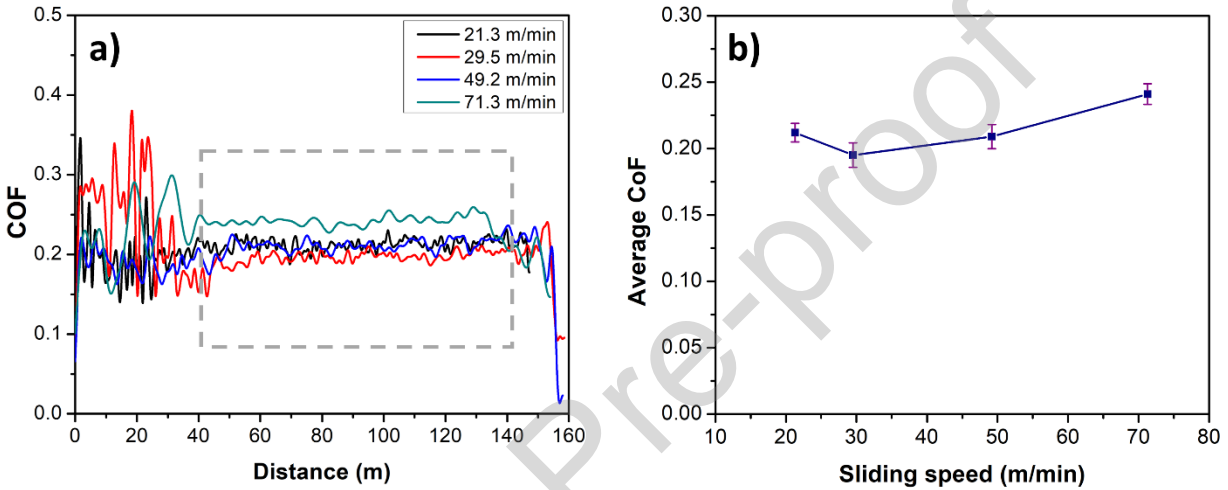 a)
21.3 m/min
29.5 m/min
49.2 m/min
71.3 m/min
COF
0.5
0.4
0.3
0.2
0.1
0.0
0 20 40 60 80 100 120 140 160
Distance (m)
b)
Average CoF
0.30
0.25
0.20
0.15
0.10
0.05
0.00
10 20 30 40 50 60 70 80
Sliding speed (m/min)
Pre-proof